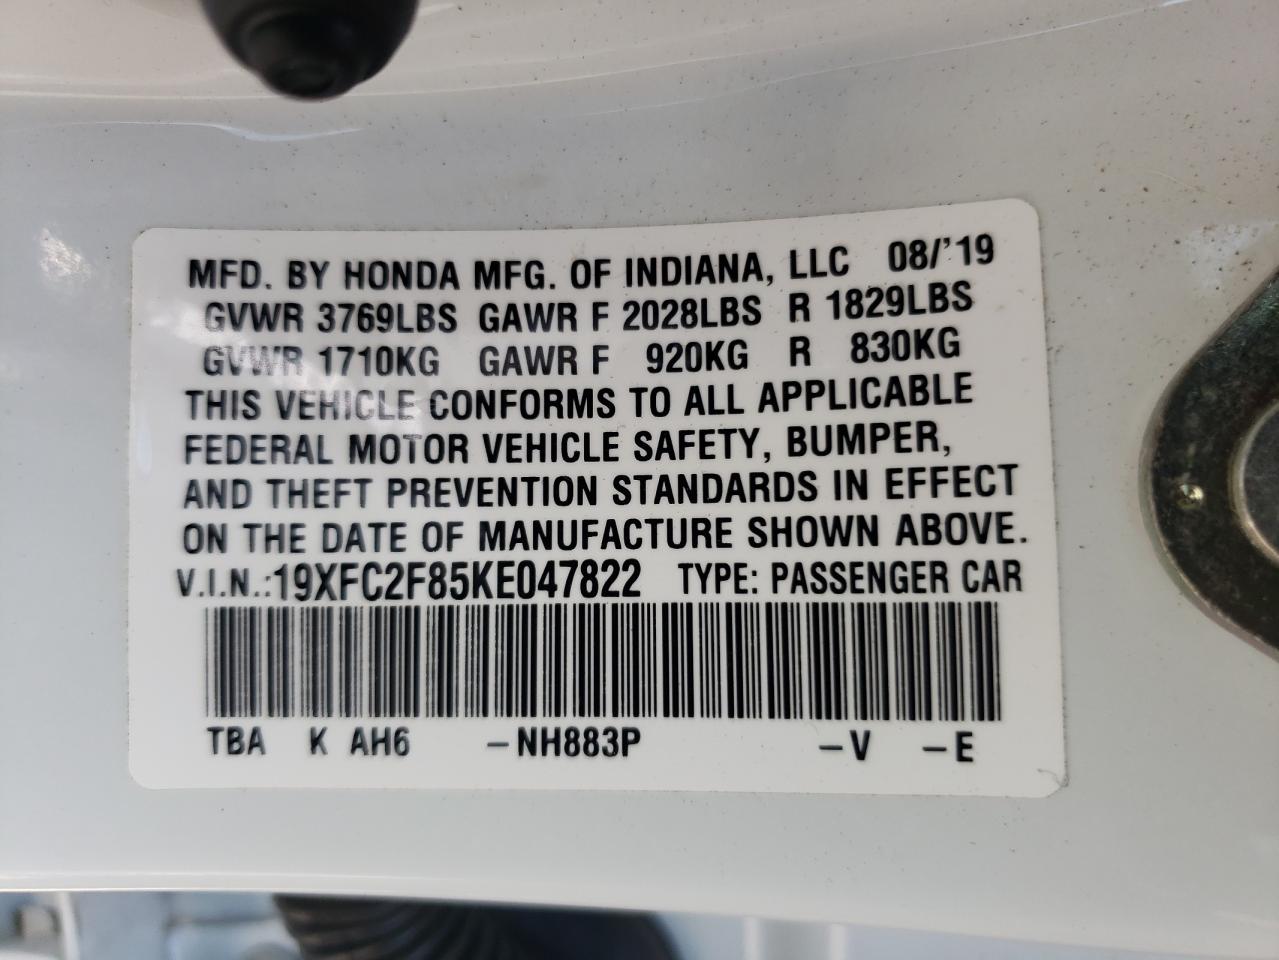 MFD. BY HONDA MFG. OF INDIANA, LLC 08/'19
GVWR 3769LBS GAWR F 2028LBS R 1829LBS
GVWR 1710KG GAWR F 920KG R 830KG
THIS VEHICLE CONFORMS TO ALL APPLICABLE
FEDERAL MOTOR VEHICLE SAFETY, BUMPER,
AND THEFT PREVENTION STANDARDS IN EFFECT
ON THE DATE OF MANUFACTURE SHOWN ABOVE.
V.I.N.:19XFC2F85KE047822 TYPE: PASSENGER CAR
TBA K AH6 –NH883P –V –E